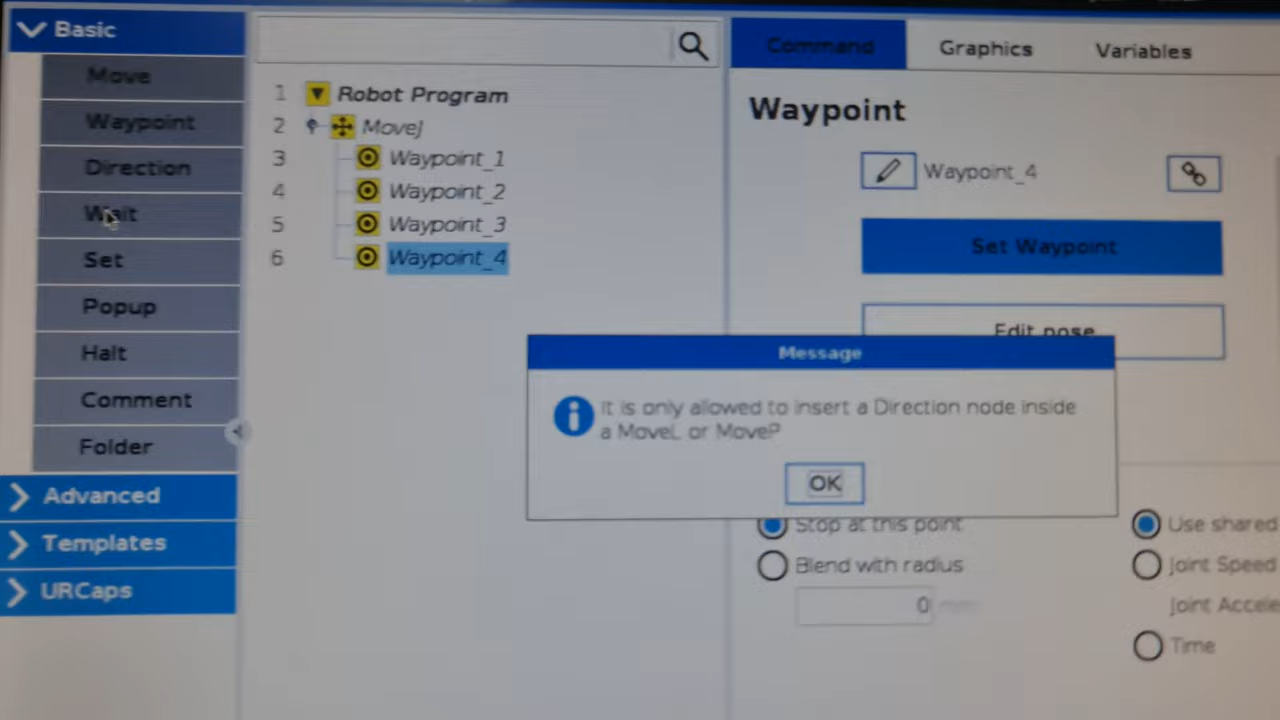 Basic
Move
Waypoint
Direction
Wait
Set
Popup
Halt
Comment
Folder
Advanced
Templates
URCaps
1 Robot Program
2 MoveJ
3 Waypoint_1
4 Waypoint_2
5 Waypoint_3
6 Waypoint_4
Command Graphics Variables
Waypoint
Waypoint_4
Set Waypoint
Edit pose
Message
It is only allowed to insert a Direction node inside
a MoveL or MoveP
OK
Stop at this point
Blend with radius
0 mm
Use shared
Joint Speed
Joint Accele
Time